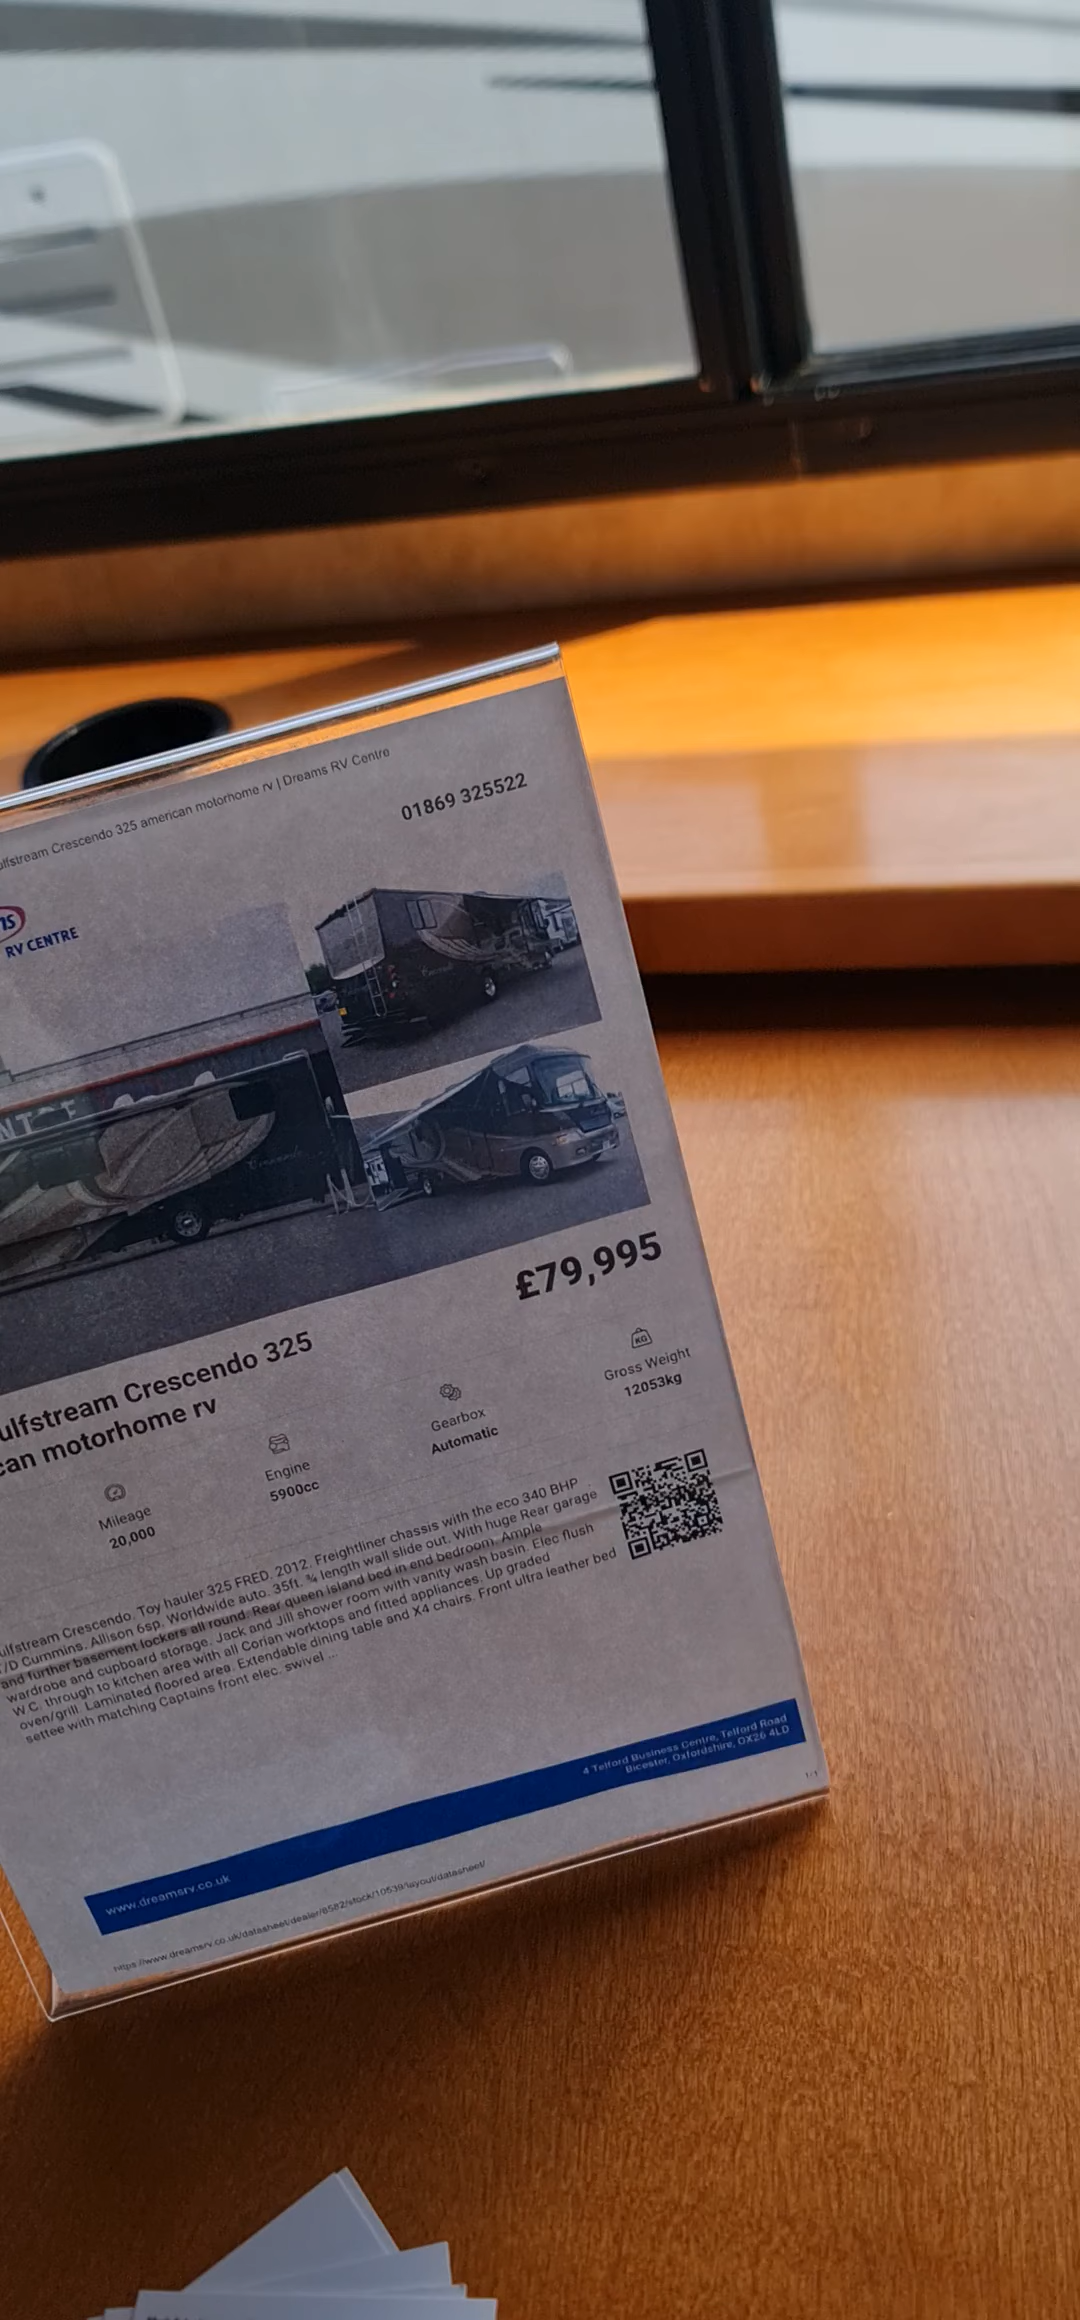 ulfstream Crescendo 325 american motorhome rv | Dreams RV Centre
01869 325522
RV CENTRE
£79,995
ulfstream Crescendo 325
can motorhome rv
Mileage
20,000
Engine
5900cc
Gearbox
Automatic
Gross Weight
12053kg
ulfstream Crescendo. Toy hauler 325 FRED. 2012. Freightliner chassis with the eco 340 BHP
/D Cummins. Allison 6sp. Worldwide auto. 35ft. ¾ length wall slide out. With huge Rear garage
and further basement lockers all round. Rear queen Island bed in end bedroom. Ample
wardrobe and cupboard storage. Jack and Jill shower room with vanity wash basin. Elec flush
W.C. through to kitchen area with all Corian worktops and fitted appliances. Up graded
oven/grill. Laminated floored area. Extendable dining table and X4 chairs. Front ultra leather bed
settee with matching Captains front elec. swivel ...
4 Telford Business Centre, Telford Road
Bicester, Oxfordshire, OX26 4LD
www.dreamsrv.co.uk
1/1
https://www.dreamsrv.co.uk/datasheet/dealer/8582/stock/10539/layout/datasheet/